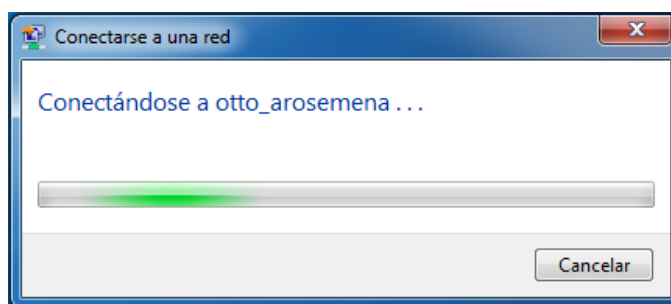 Conectarse a una red
Conectándose a otto_arosemena . . .
Cancelar